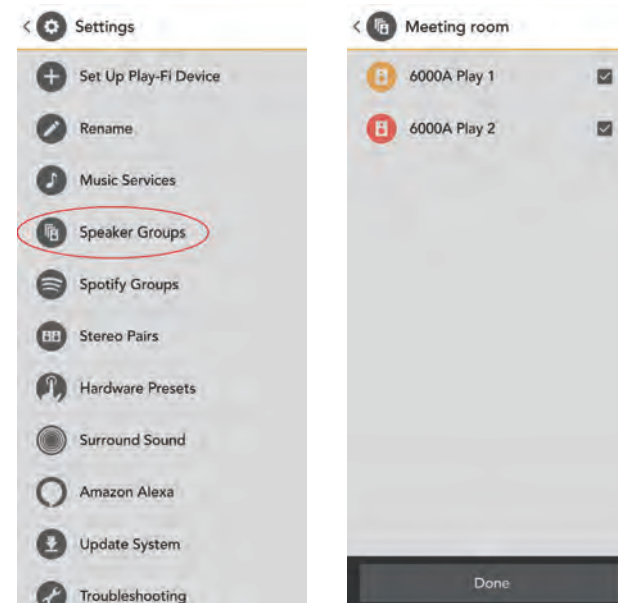 Settings
Set Up Play-Fi Device
Rename
Music Services
Speaker Groups
Spotify Groups
Stereo Pairs
Hardware Presets
Surround Sound
Amazon Alexa
Update System
Troubleshooting
Meeting room
6000A Play 1
6000A Play 2
Done